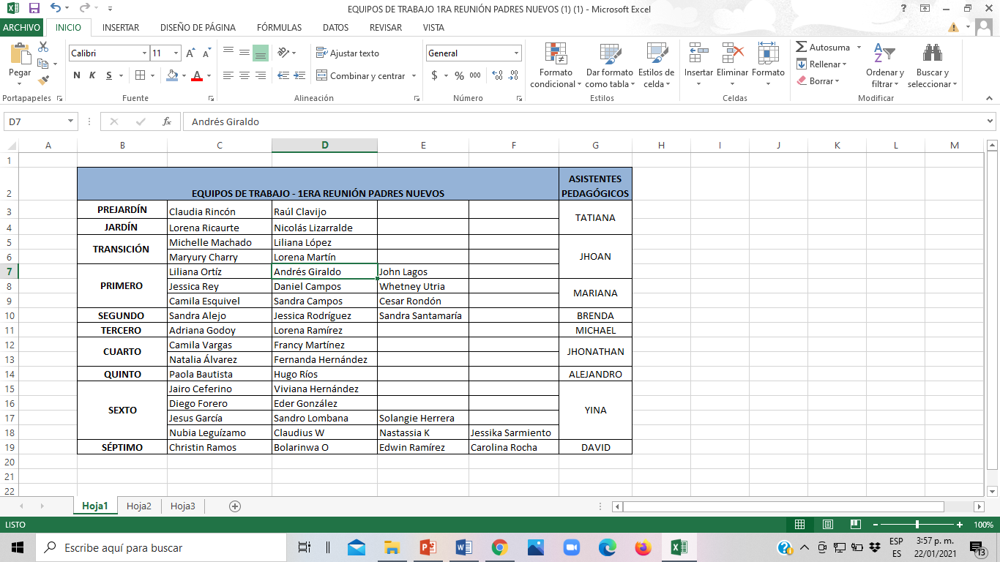 EQUIPOS DE TRABAJO 1RA REUNIÓN PADRES NUEVOS (1) (1) - Microsoft Excel
ARCHIVO INICIO INSERTAR DISEÑO DE PÁGINA FÓRMULAS DATOS REVISAR VISTA
Pegar
Calibri 11
N K S
Ajustar texto
Combinar y centrar
General
$ % 000
Formato condicional
Dar formato como tabla
Estilos de celda
Insertar Eliminar Formato
Autosuma
Rellenar
Borrar
Ordenar y filtrar
Buscar y seleccionar
Portapapeles Fuente Alineación Número Estilos Celdas Modificar
D7 fx Andrés Giraldo
A B C D E F G H I J K L M
1
2 EQUIPOS DE TRABAJO - 1ERA REUNIÓN PADRES NUEVOS ASISTENTES PEDAGÓGICOS
3 PREJARDÍN Claudia Rincón Raúl Clavijo TATIANA
4 JARDÍN Lorena Ricaurte Nicolás Lizarralde
5 TRANSICIÓN Michelle Machado Liliana López JHOAN
6 Maryury Charry Lorena Martín
7 PRIMERO Liliana Ortíz Andrés Giraldo John Lagos
8 Jessica Rey Daniel Campos Whetney Utria MARIANA
9 Camila Esquivel Sandra Campos Cesar Rondón
10 SEGUNDO Sandra Alejo Jessica Rodríguez Sandra Santamaría BRENDA
11 TERCERO Adriana Godoy Lorena Ramírez MICHAEL
12 CUARTO Camila Vargas Francy Martínez JHONATHAN
13 Natalia Álvarez Fernanda Hernández
14 QUINTO Paola Bautista Hugo Ríos ALEJANDRO
15 SEXTO Jairo Ceferino Viviana Hernández YINA
16 Diego Forero Eder González
17 Jesus García Sandro Lombana Solangie Herrera
18 Nubia Leguízamo Claudius W Nastassia K Jessika Sarmiento
19 SÉPTIMO Christin Ramos Bolarinwa O Edwin Ramírez Carolina Rocha DAVID
20
21
22
Hoja1 Hoja2 Hoja3
LISTO 100%
Escribe aquí para buscar
ESP
ES
3:57 p. m.
22/01/2021
13